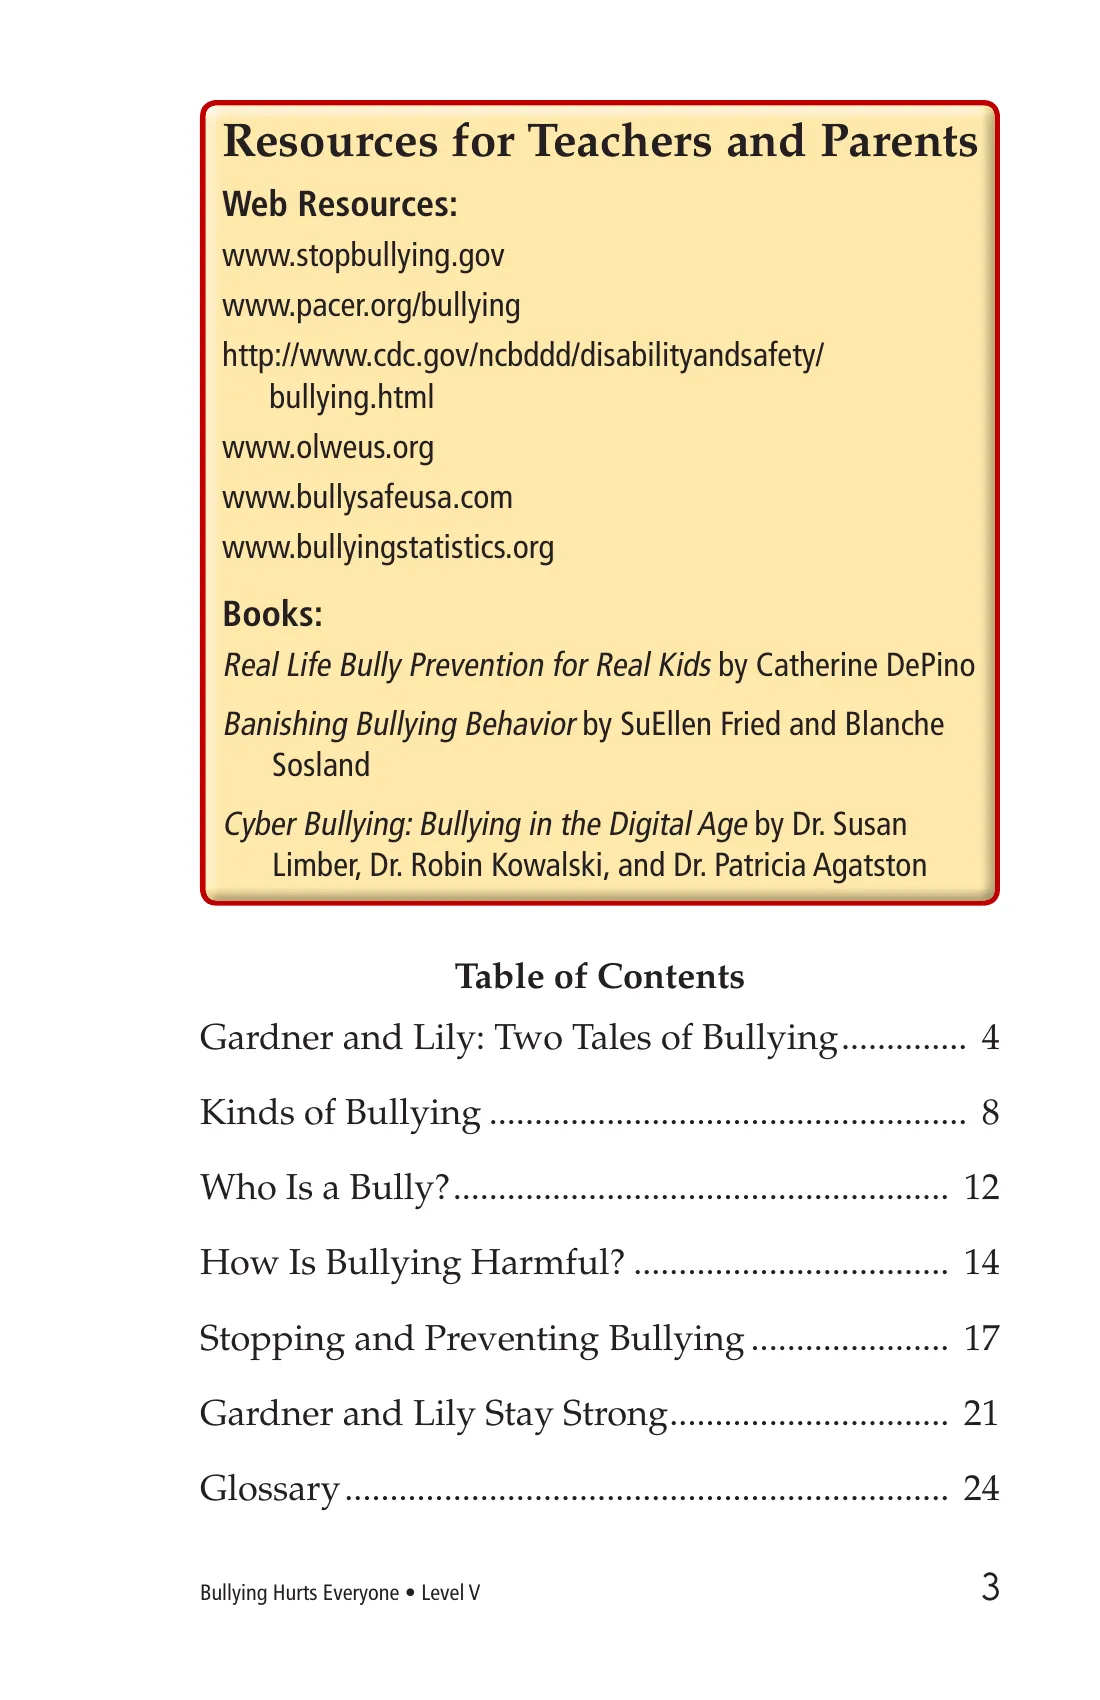 Resources for Teachers and Parents
Web Resources:
www.stopbullying.gov
www.pacer.org/bullying
http://www.cdc.gov/ncbddd/disabilityandsafety/
bullying.html
www.olweus.org
www.bullysafeusa.com
www.bullyingstatistics.org
Books:
Real Life Bully Prevention for Real Kids by Catherine DePino
Banishing Bullying Behavior by SuEllen Fried and Blanche
Sosland
Cyber Bullying: Bullying in the Digital Age by Dr. Susan
Limber, Dr. Robin Kowalski, and Dr. Patricia Agatston
Table of Contents
Gardner and Lily: Two Tales of Bullying.............. 4
Kinds of Bullying ..................................................... 8
Who Is a Bully?....................................................... 12
How Is Bullying Harmful? ................................... 14
Stopping and Preventing Bullying ...................... 17
Gardner and Lily Stay Strong............................... 21
Glossary ................................................................... 24
Bullying Hurts Everyone • Level V
3